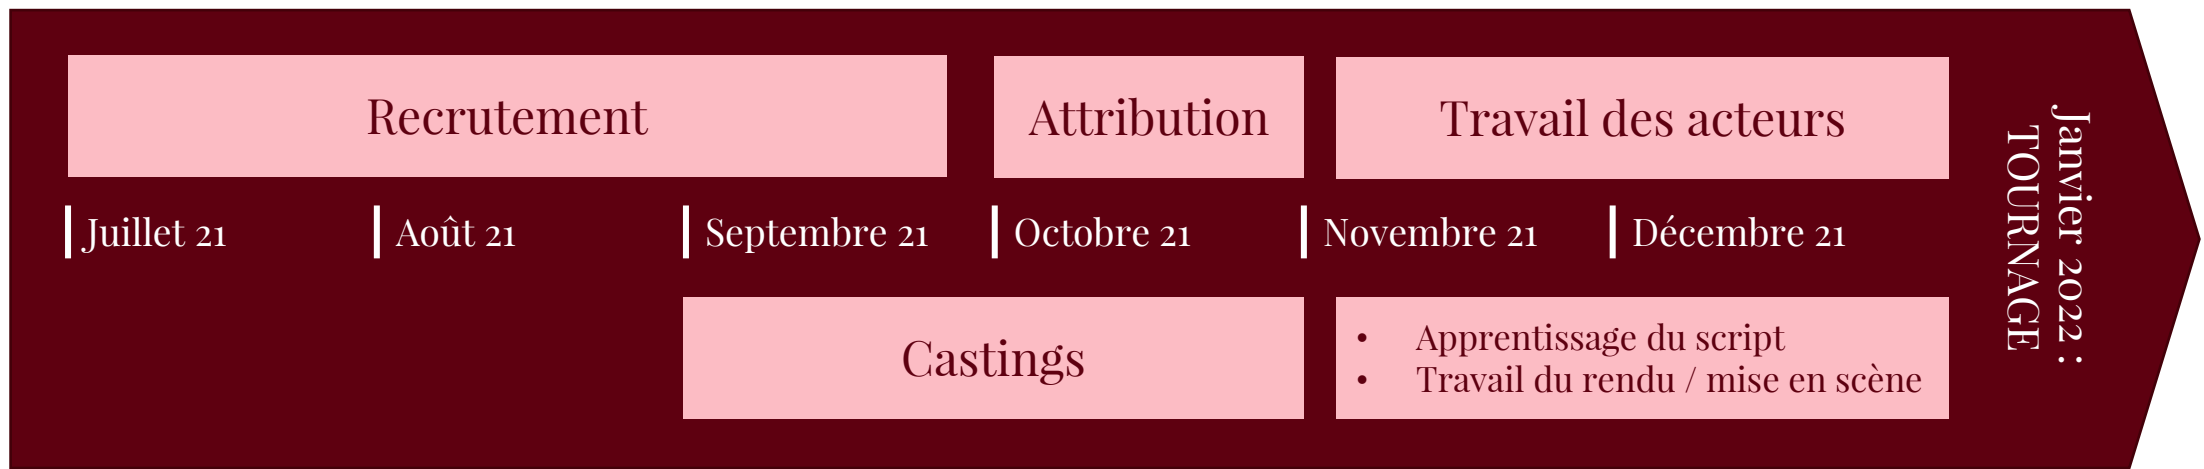 Recrutement
Attribution
Travail des acteurs
Juillet 21
Août 21
Septembre 21
Octobre 21
Novembre 21
Décembre 21
Castings
• Apprentissage du script
• Travail du rendu / mise en scène
Janvier 2022 :
TOURNAGE